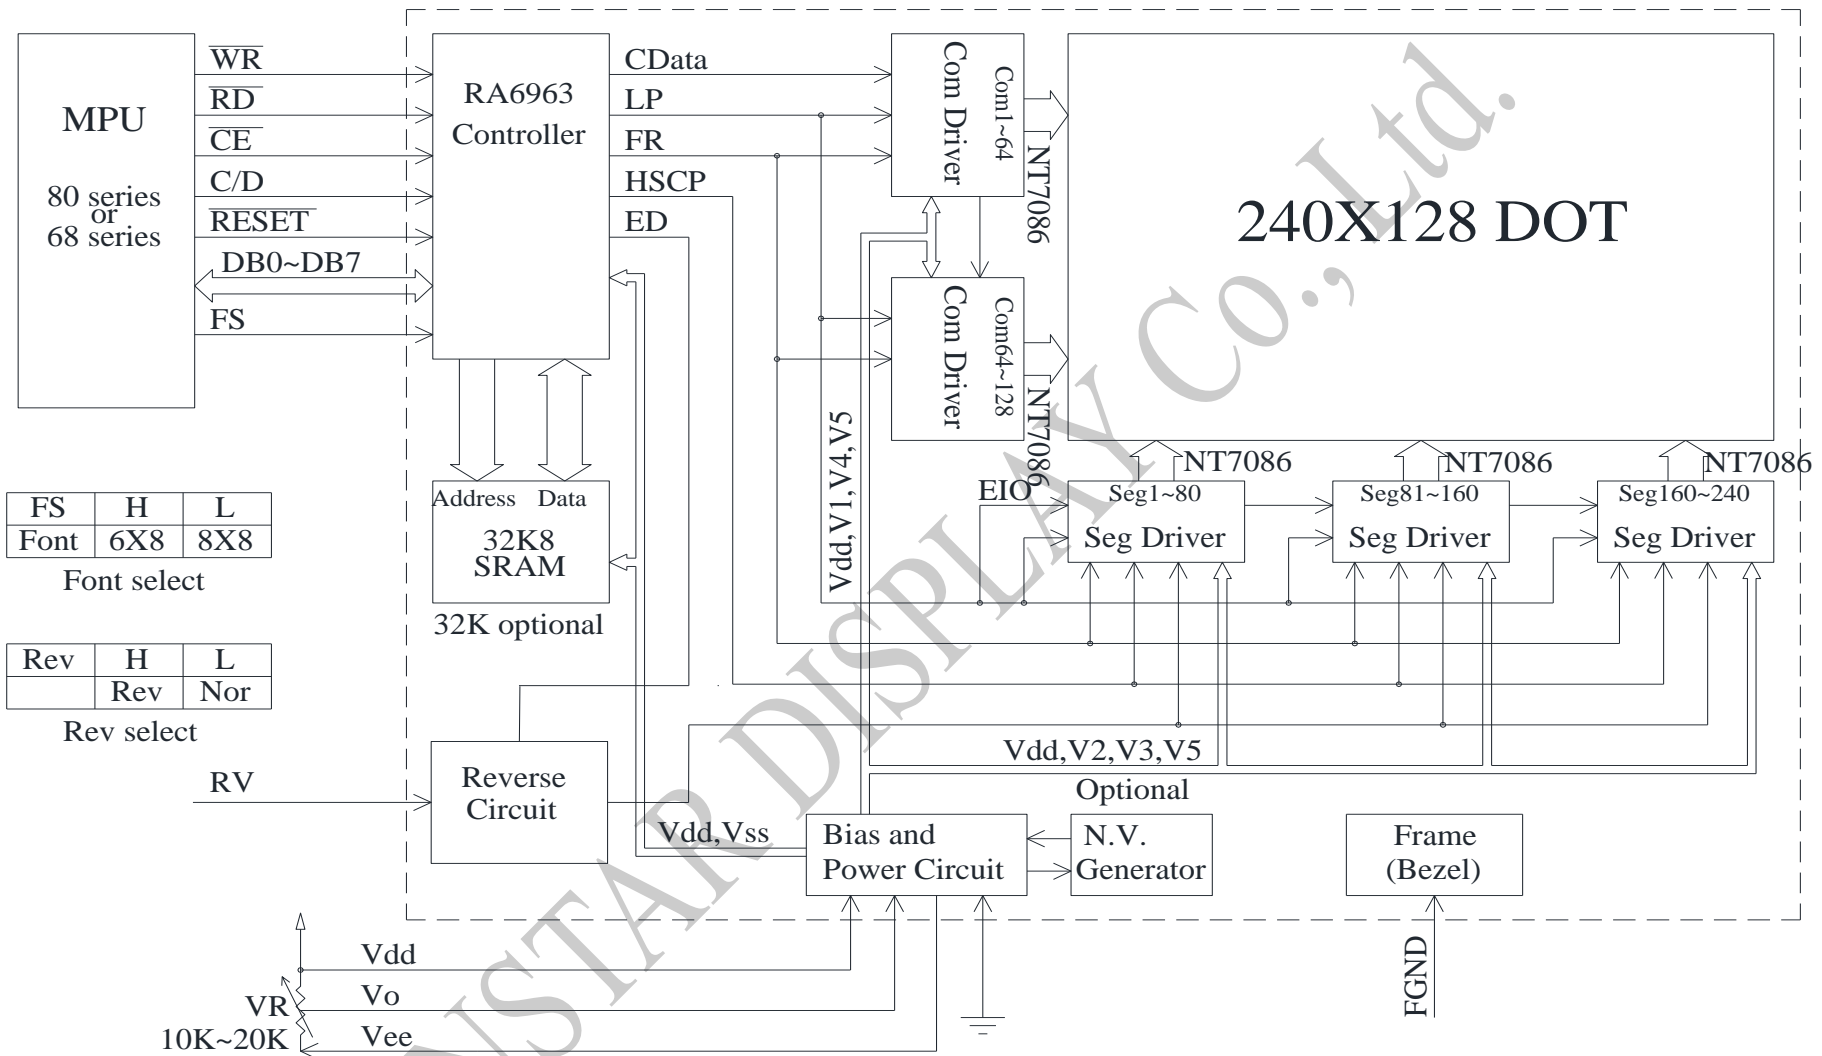 MPU
80 series
or
68 series
WR
RD
CE
C/D
RESET
DB0~DB7
FS
RA6963
Controller
CData
LP
FR
HSCP
ED
Com Driver
Com1~64
NT7086
Com Driver
Com64~128
NT7086
240X128 DOT
Vdd,V1,V4,V5
NT7086
NT7086
NT7086
EIO
Seg1~80
Seg Driver
Seg81~160
Seg Driver
Seg160~240
Seg Driver
Address Data
32K8
SRAM
32K optional
FS H L
Font 6X8 8X8
Font select
Rev H L
Rev Nor
Rev select
RV
Reverse
Circuit
Vdd,V2,V3,V5
Optional
Vdd,Vss
Bias and
Power Circuit
N.V.
Generator
Frame
(Bezel)
FGND
Vdd
Vo
Vee
VR
10K~20K
NSTAR DISPLAY Co., Ltd.